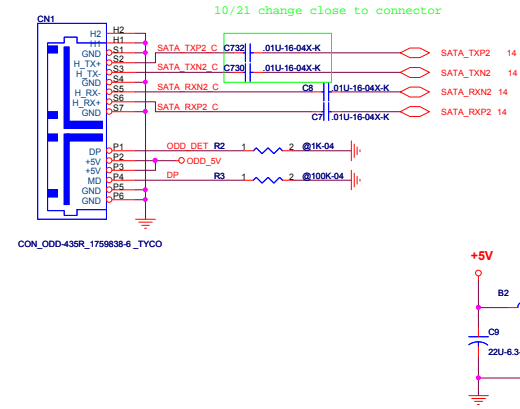 10/21 change close to connector
CN1
H2 H2
H1 H1
GND S1
H_TX+ S2 SATA_TXP2_C C732 .01U-16-04X-K SATA_TXP2 14
H_TX- S3 SATA_TXN2_C C730 .01U-16-04X-K SATA_TXN2 14
GND S4
H_RX- S5 SATA_RXN2_C C8 .01U-16-04X-K SATA_RXN2 14
H_RX+ S6 SATA_RXP2_C C7 .01U-16-04X-K SATA_RXP2 14
GND S7
DP P1 ODD_DET R2 1 2 @1K-04
+5V P2 ODD_5V
+5V P3
MD P4 DP R3 1 2 @100K-04
GND P5
GND P6
CON_ODD-435R_1759838-6 _TYCO
+5V
B2
C9
22U-6.3-